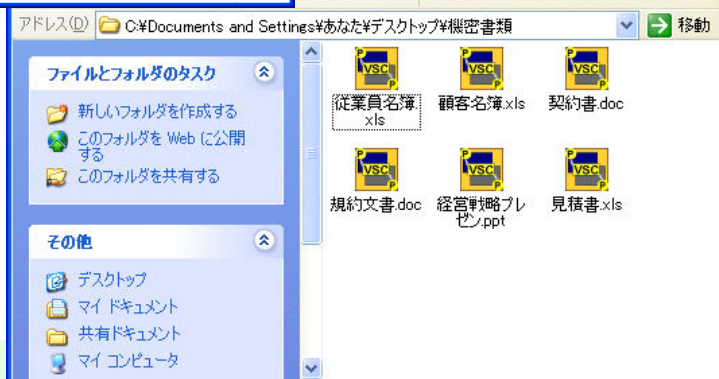 アドレス(D) C:¥Documents and Settings¥あなた¥デスクトップ¥機密書類 移動
ファイルとフォルダのタスク
新しいフォルダを作成する
このフォルダを Web に公開
する
このフォルダを共有する
その他
デスクトップ
マイ ドキュメント
共有ドキュメント
マイ コンピュータ
P VSC P
従業員名簿.
xls
P VSC P
顧客名簿.xls
P VSC P
契約書.doc
P VSC P
規約文書.doc
P VSC P
経営戦略プレ
ゼン.ppt
P VSC P
見積書.xls